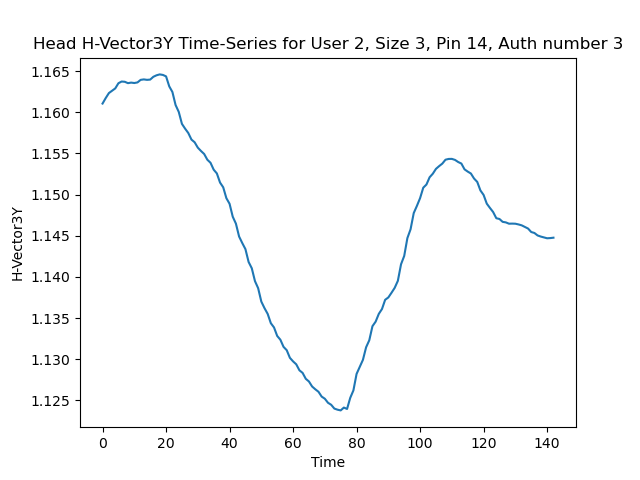 Head H-Vector3Y Time-Series for User 2, Size 3, Pin 14, Auth number 3
1.165
1.160
1.155
1.150
1.145
1.140
1.135
1.130
1.125
H-Vector3Y
0 20 40 60 80 100 120 140
Time